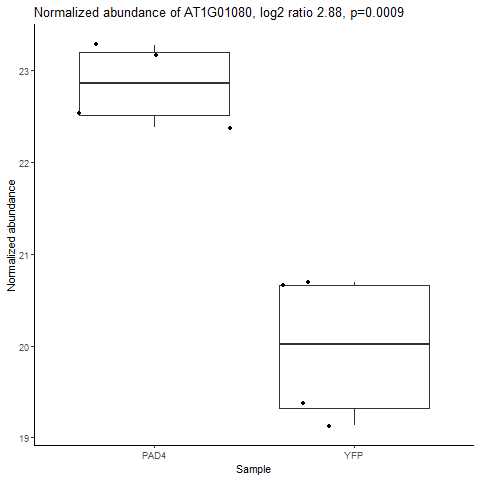 Normalized abundance of AT1G01080, log2 ratio 2.88, p=0.0009
Normalized abundance
23
22
21
20
19
PAD4 YFP
Sample